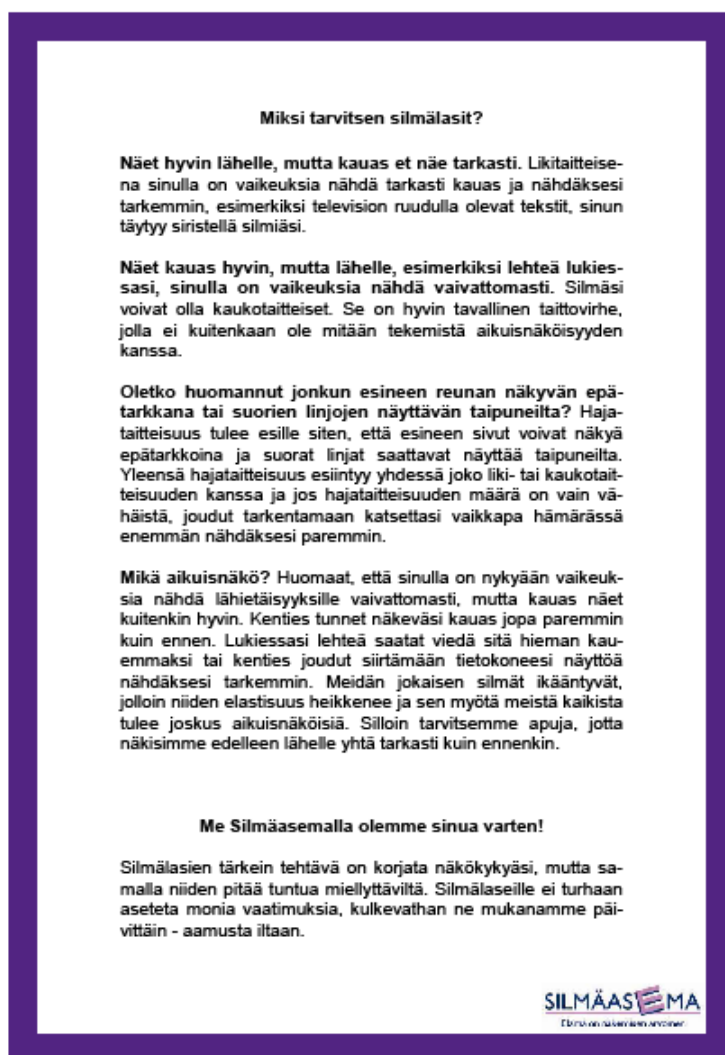 Miksi tarvitsen silmälasit?
Näet hyvin lähelle, mutta kauas et näe tarkasti. Likitaitteise-
na sinulla on vaikeuksia nähdä tarkasti kauas ja nähdäksesi
tarkemmin, esimerkiksi television ruudulla olevat tekstit, sinun
täytyy siristellä silmiäsi.
Näet kauas hyvin, mutta lähelle, esimerkiksi lehteä lukies-
sasi, sinulla on vaikeuksia nähdä vaivattomasti. Silmäsi
voivat olla kaukotaitteiset. Se on hyvin tavallinen taittovirhe,
jolla ei kuitenkaan ole mitään tekemistä aikuisnäköisyyden
kanssa.
Oletko huomannut jonkun esineen reunan näkyvän epä-
tarkkana tai suorien linjojen näyttävän taipuneilta? Haja-
taitteisuus tulee esille siten, että esineen sivut voivat näkyä
epätarkkoina ja suorat linjat saattavat näyttää taipuneilta.
Yleensä hajataitteisuus esiintyy yhdessä joko liki- tai kaukotait-
teisuuden kanssa ja jos hajataitteisuuden määrä on vain vä-
häistä, joudut tarkentamaan katsettasi vaikkapa hämärässä
enemmän nähdäksesi paremmin.
Mikä aikuisnäkö? Huomaat, että sinulla on nykyään vaikeuk-
sia nähdä lähietäisyyksille vaivattomasti, mutta kauas näet
kuitenkin hyvin. Kenties tunnet näkeväsi kauas jopa paremmin
kuin ennen. Lukiessasi lehteä saatat viedä sitä hieman kau-
emmaksi tai kenties joudut siirtämään tietokoneesi näyttöä
nähdäksesi tarkemmin. Meidän jokaisen silmät ikääntyvät,
jolloin niiden elastisuus heikkenee ja sen myötä meistä kaikista
tulee joskus aikuisnäköisiä. Silloin tarvitsemme apuja, jotta
näkisimme edelleen lähelle yhtä tarkasti kuin ennenkin.
Me Silmäasemalla olemme sinua varten!
Silmälasien tärkein tehtävä on korjata näkökykyäsi, mutta sa-
malla niiden pitää tuntua miellyttäviltä. Silmälaseille ei turhaan
aseteta monia vaatimuksia, kulkevathan ne mukanamme päi-
vittäin - aamusta iltaan.
SILMÄASEMA
Elämä on näkemisen arvoinen